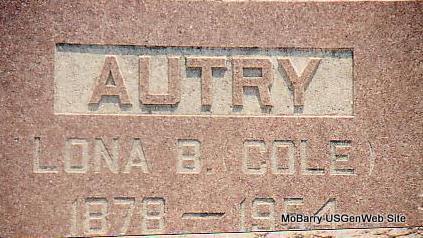 AUTRY
LONA B. (COLE)
1878 — 1954
MoBarry USGenWeb Site